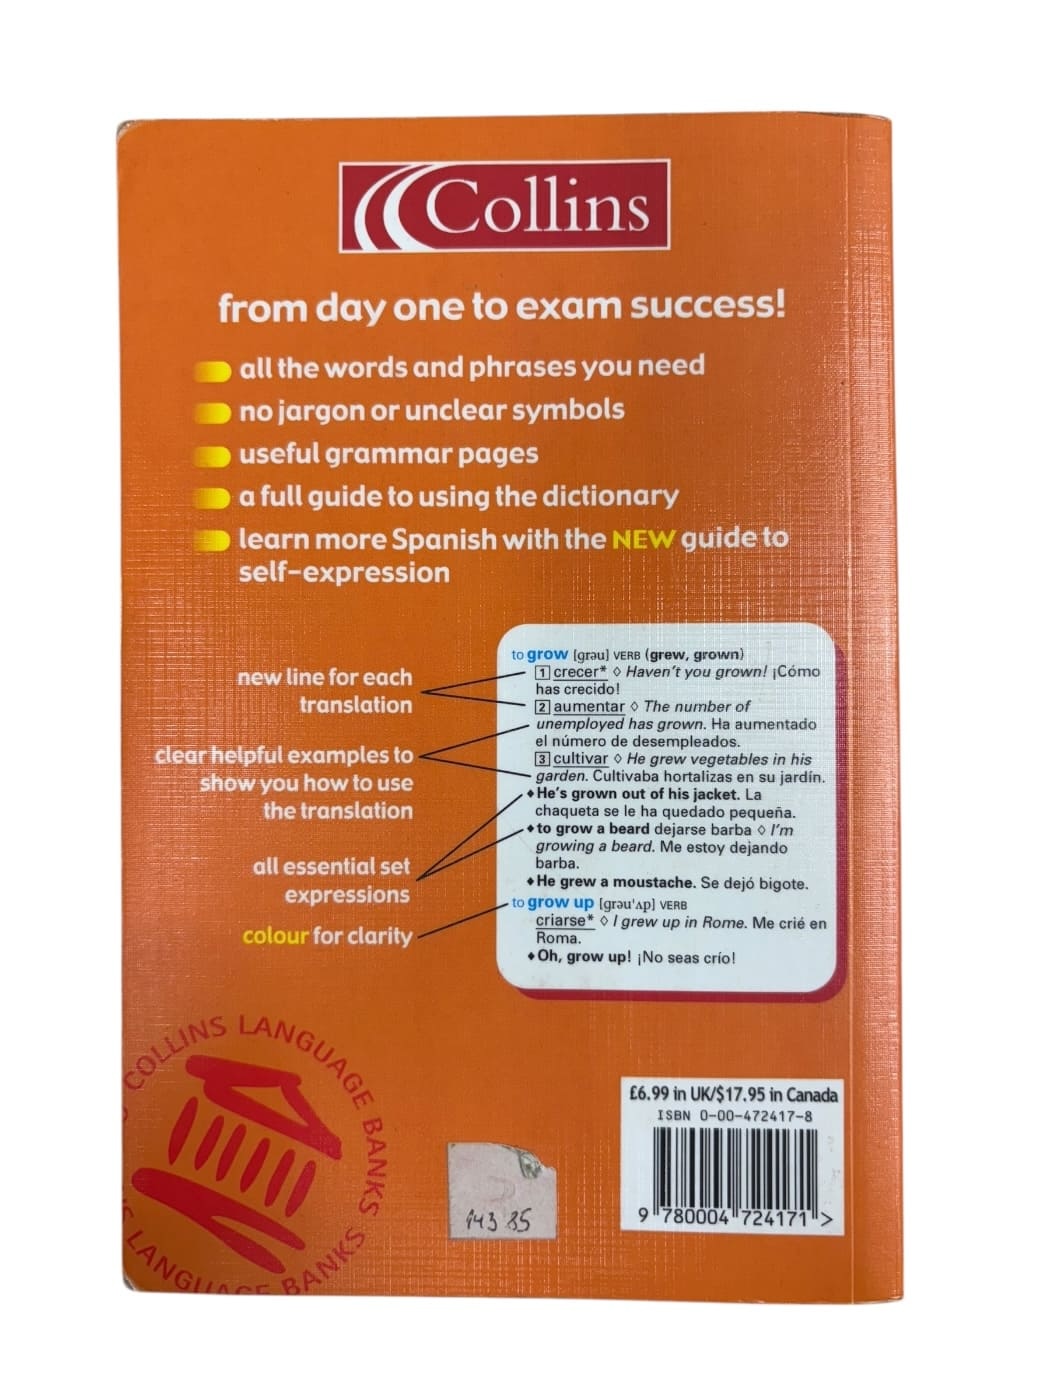 Collins
from day one to exam success!
all the words and phrases you need
no jargon or unclear symbols
useful grammar pages
a full guide to using the dictionary
learn more Spanish with the NEW guide to
self-expression
new line for each
translation
clear helpful examples to
show you how to use
the translation
all essential set
expressions
colour for clarity
to grow [grəu] VERB (grew, grown)
1 crecer* ◊ Haven't you grown! ¡Cómo
has crecido!
2 aumentar ◊ The number of
unemployed has grown. Ha aumentado
el número de desempleados.
3 cultivar ◊ He grew vegetables in his
garden. Cultivaba hortalizas en su jardín.
♦He's grown out of his jacket. La
chaqueta se le ha quedado pequeña.
♦to grow a beard dejarse barba ◊ I'm
growing a beard. Me estoy dejando
barba.
♦He grew a moustache. Se dejó bigote.
to grow up [grəu'ʌp] VERB
criarse* ◊ I grew up in Rome. Me crié en
Roma.
♦Oh, grow up! ¡No seas crío!
COLLINS LANGUAGE BANKS
LANGUAGE BANKS
£6.99 in UK/$17.95 in Canada
ISBN 0-00-472417-8
9 780004 724171 >
143 85